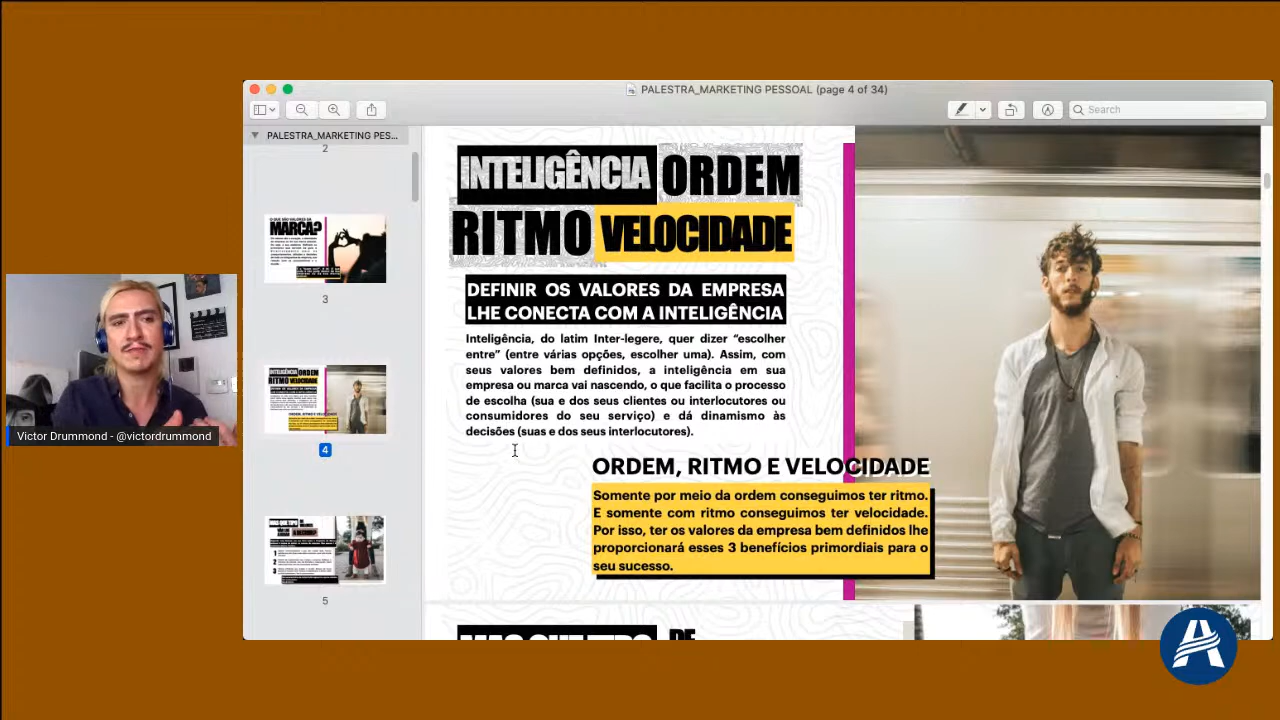 PALESTRA_MARKETING PESSOAL (page 4 of 34)
Search
PALESTRA_MARKETING PES...
2
MARCA?
3
INTELIGÊNCIA ORDEM
RITMO VELOCIDADE
4
5
INTELIGÊNCIA ORDEM
RITMO VELOCIDADE
DEFINIR OS VALORES DA EMPRESA
LHE CONECTA COM A INTELIGÊNCIA
Inteligência, do latim Inter-legere, quer dizer “escolher
entre” (entre várias opções, escolher uma). Assim, com
seus valores bem definidos, a inteligência em sua
empresa ou marca vai nascendo, o que facilita o processo
de escolha (sua e dos seus clientes ou interlocutores ou
consumidores do seu serviço) e dá dinamismo às
decisões (suas e dos seus interlocutores).
ORDEM, RITMO E VELOCIDADE
Somente por meio da ordem conseguimos ter ritmo.
E somente com ritmo conseguimos ter velocidade.
Por isso, ter os valores da empresa bem definidos lhe
proporcionará esses 3 benefícios primordiais para o
seu sucesso.
Victor Drummond - @victordrummond